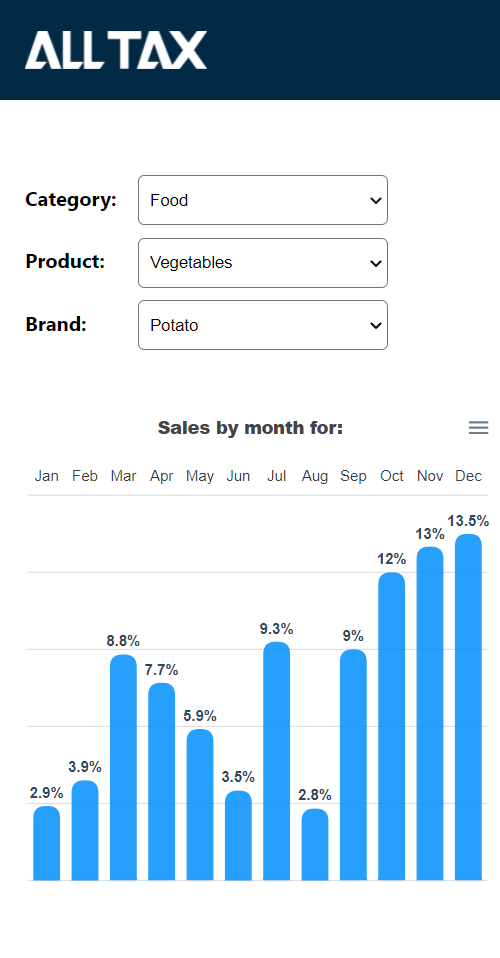 ALL TAX
Category: Food
Product: Vegetables
Brand: Potato
Sales by month for:
Jan Feb Mar Apr May Jun Jul Aug Sep Oct Nov Dec
13.5%
13%
12%
9.3%
9%
8.8%
7.7%
5.9%
3.9%
3.5%
2.9%
2.8%